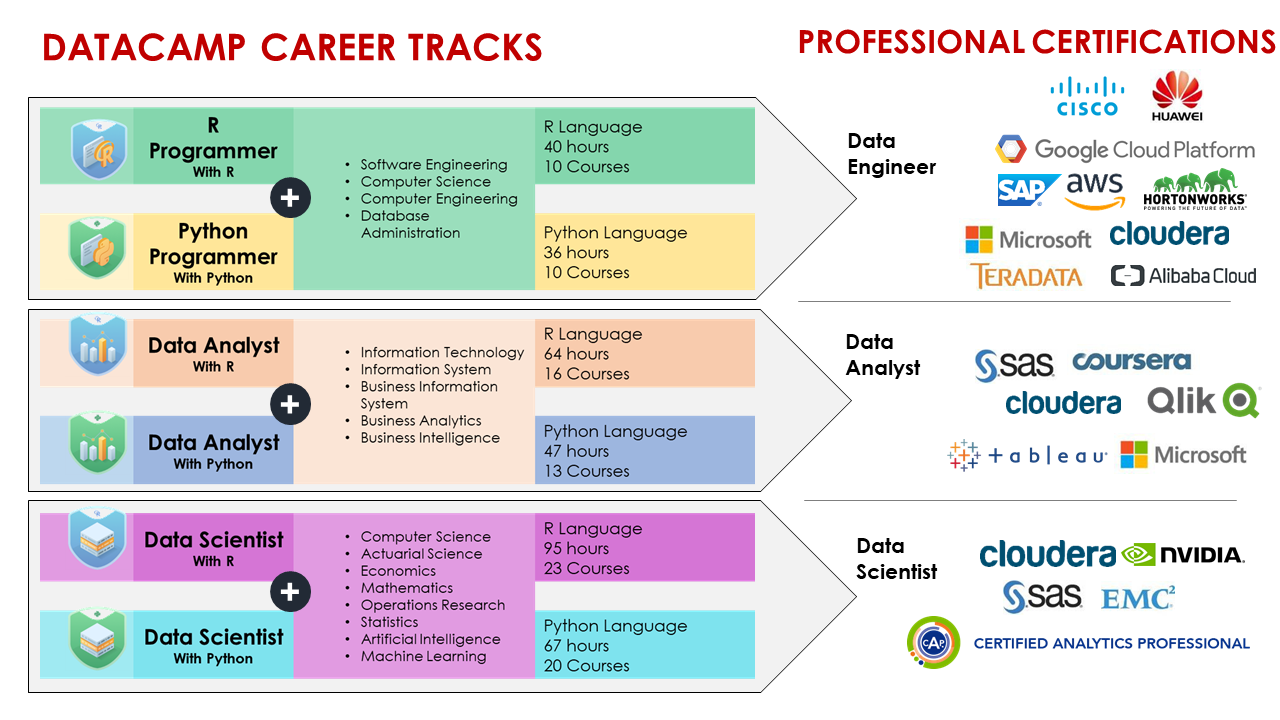 DATACAMP CAREER TRACKS
PROFESSIONAL CERTIFICATIONS
R
Programmer
With R
+
Python
Programmer
With Python
• Software Engineering
• Computer Science
• Computer Engineering
• Database
Administration
R Language
40 hours
10 Courses
Python Language
36 hours
10 Courses
Data
Engineer
CISCO
HUAWEI
Google Cloud Platform
SAP
aws
HORTONWORKS
POWERING THE FUTURE OF DATA
Microsoft
cloudera
TERADATA
Alibaba Cloud
Data Analyst
With R
+
Data Analyst
With Python
• Information Technology
• Information System
• Business Information
System
• Business Analytics
• Business Intelligence
R Language
64 hours
16 Courses
Python Language
47 hours
13 Courses
Data
Analyst
sas
coursera
cloudera
Qlik
+ableau
Microsoft
Data Scientist
With R
+
Data Scientist
With Python
• Computer Science
• Actuarial Science
• Economics
• Mathematics
• Operations Research
• Statistics
• Artificial Intelligence
• Machine Learning
R Language
95 hours
23 Courses
Python Language
67 hours
20 Courses
Data
Scientist
cloudera
NVIDIA.
sas
EMC²
CAP
CERTIFIED ANALYTICS PROFESSIONAL